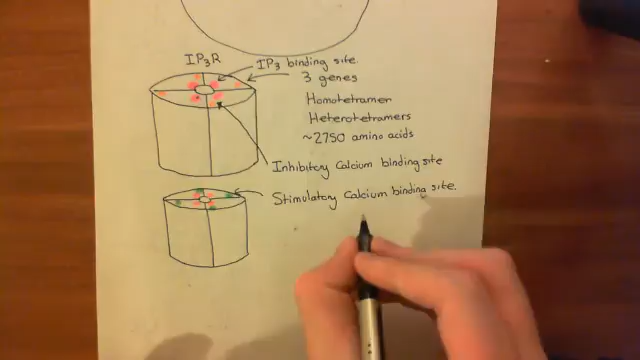 IP₃R
IP₃ binding site.
3 genes
Homotetramer
Heterotetramers
~2750 amino acids
Inhibitory Calcium binding site
Stimulatory Calcium binding site.